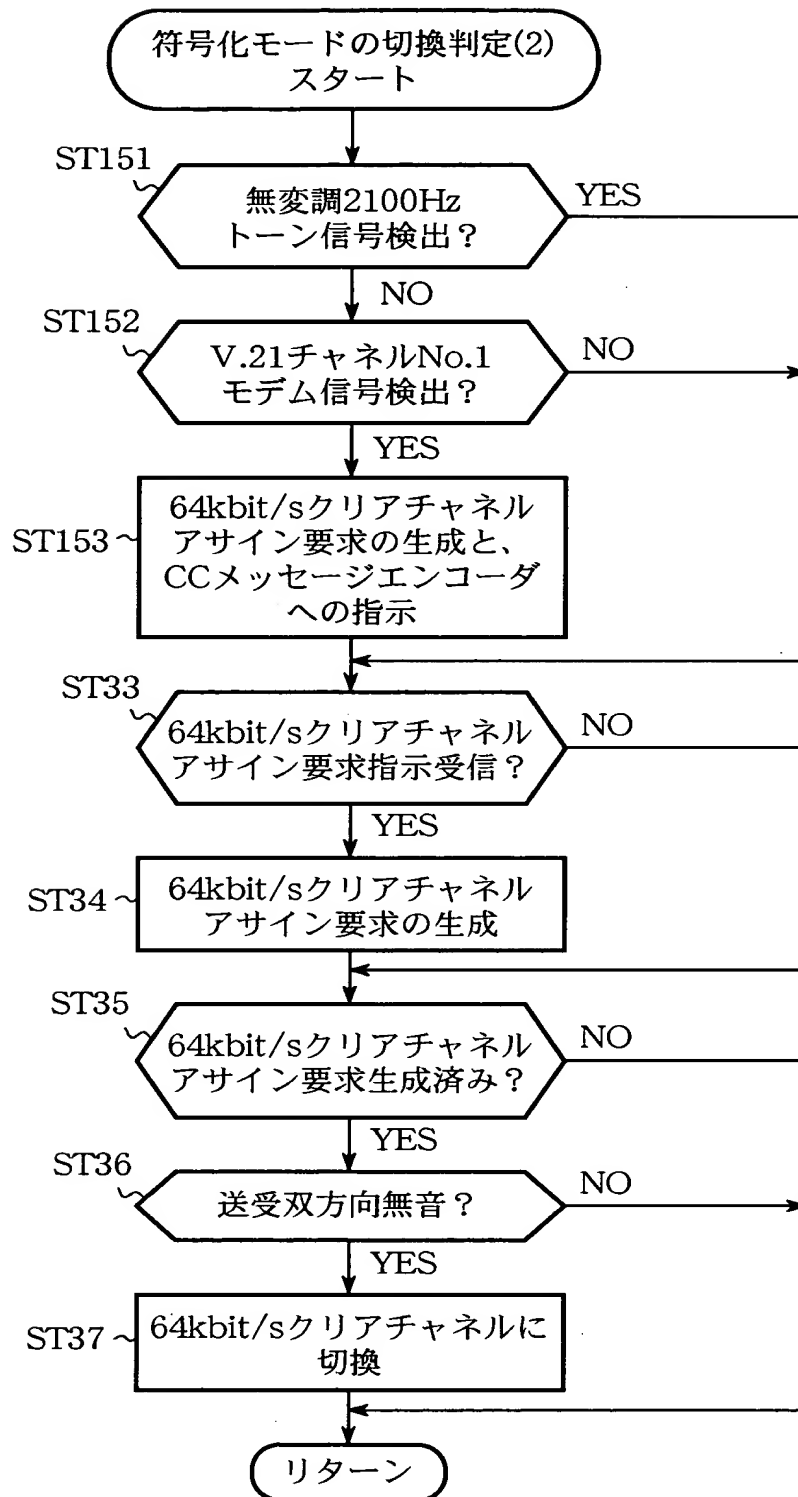 符号化モードの切換判定(2)
スタート
ST151
無変調2100Hz
トーン信号検出？
YES
NO
ST152
V.21チャネルNo.1
モデム信号検出？
NO
YES
ST153
64kbit/sクリアチャネル
アサイン要求の生成と、
CCメッセージエンコーダ
への指示
ST33
64kbit/sクリアチャネル
アサイン要求指示受信？
NO
YES
ST34
64kbit/sクリアチャネル
アサイン要求の生成
ST35
64kbit/sクリアチャネル
アサイン要求生成済み？
NO
YES
ST36
送受双方向無音？
NO
YES
ST37
64kbit/sクリアチャネルに
切換
リターン